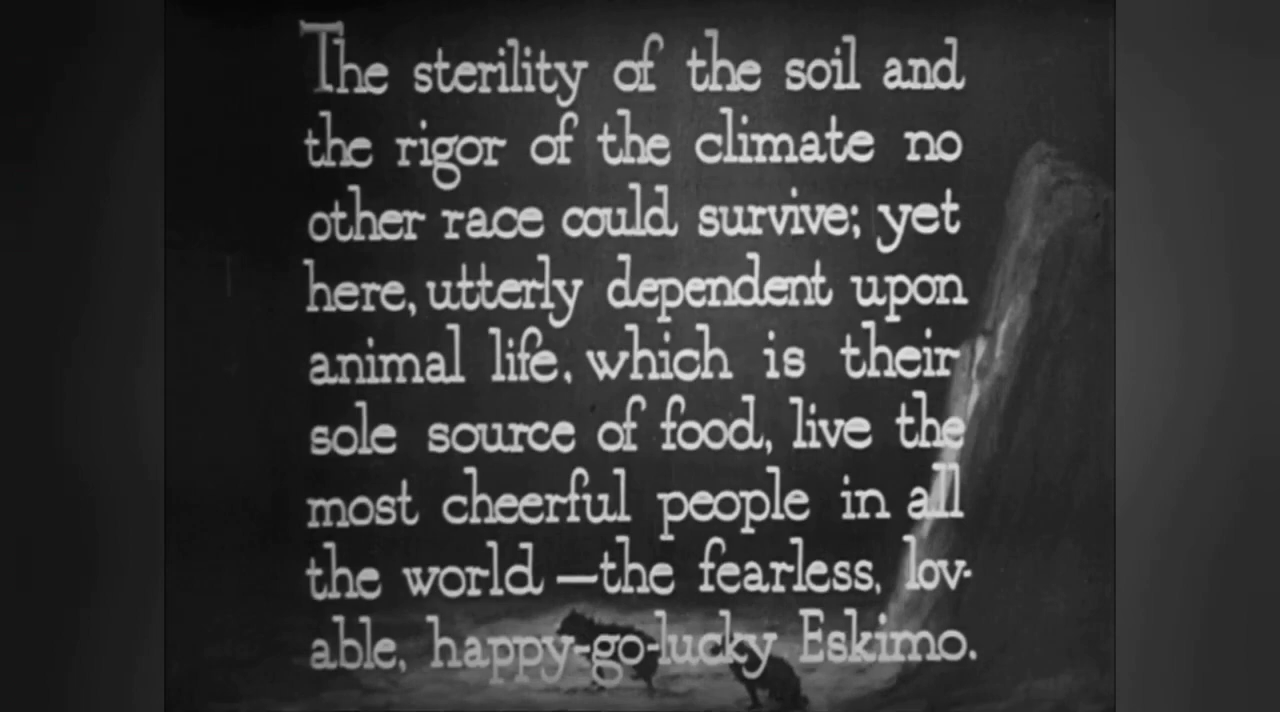 The sterility of the soil and
the rigor of the climate no
other race could survive; yet
here, utterly dependent upon
animal life, which is their
sole source of food, live the
most cheerful people in all
the world—the fearless, lov-
able, happy-go-lucky Eskimo.